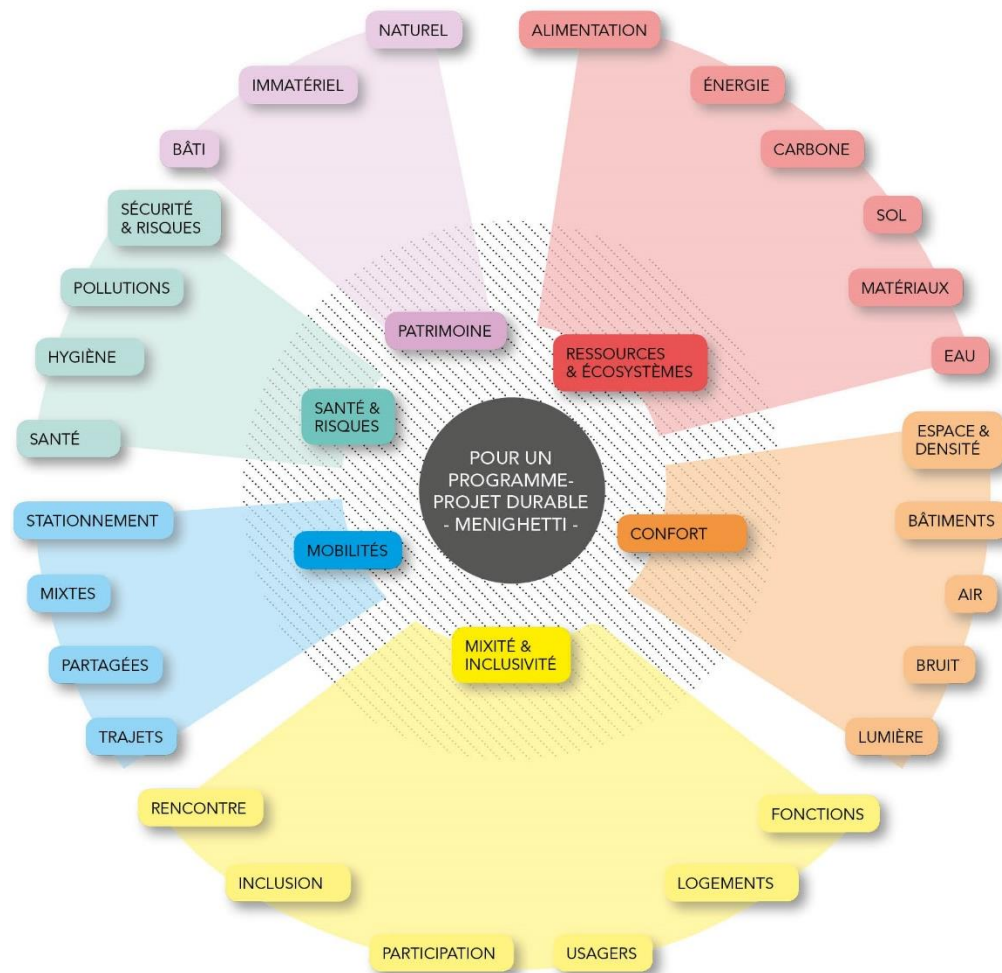 NATUREL
IMMATÉRIEL
BÂTI
PATRIMOINE
ALIMENTATION
ÉNERGIE
CARBONE
SOL
MATÉRIAUX
EAU
RESSOURCES
& ÉCOSYSTÈMES
SÉCURITÉ
& RISQUES
POLLUTIONS
HYGIÈNE
SANTÉ
SANTÉ &
RISQUES
POUR UN
PROGRAMME-
PROJET DURABLE
- MENIGHETTI -
ESPACE &
DENSITÉ
BÂTIMENTS
AIR
BRUIT
LUMIÈRE
CONFORT
STATIONNEMENT
MIXTES
PARTAGÉES
TRAJETS
MOBILITÉS
MIXITÉ &
INCLUSIVITÉ
RENCONTRE
INCLUSION
PARTICIPATION
USAGERS
LOGEMENTS
FONCTIONS